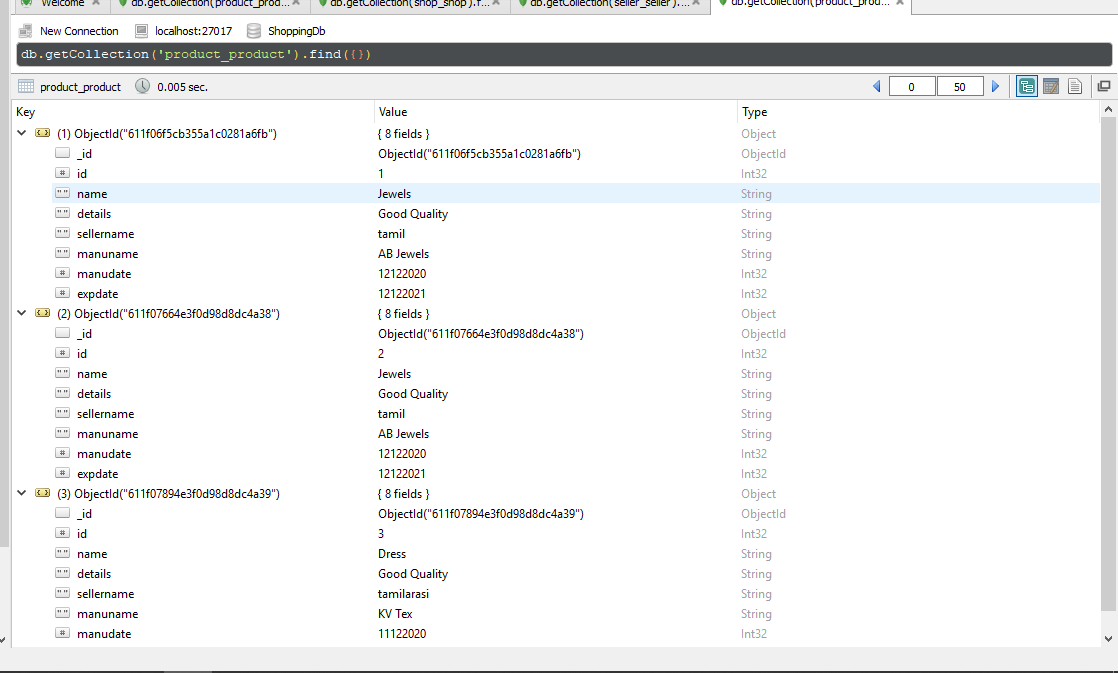 Welcome db.getCollection('product_prod... db.getCollection('shop_shop').f... db.getCollection('seller_seller').... db.getCollection('product_prod...
New Connection localhost:27017 ShoppingDb
db.getCollection('product_product').find({})
product_product 0.005 sec. 0 50
Key Value Type
(1) ObjectId("611f06f5cb355a1c0281a6fb") { 8 fields } Object
_id ObjectId("611f06f5cb355a1c0281a6fb") ObjectId
# id 1 Int32
"" name Jewels String
"" details Good Quality String
"" sellername tamil String
"" manuname AB Jewels String
# manudate 12122020 Int32
# expdate 12122021 Int32
(2) ObjectId("611f07664e3f0d98d8dc4a38") { 8 fields } Object
_id ObjectId("611f07664e3f0d98d8dc4a38") ObjectId
# id 2 Int32
"" name Jewels String
"" details Good Quality String
"" sellername tamil String
"" manuname AB Jewels String
# manudate 12122020 Int32
# expdate 12122021 Int32
(3) ObjectId("611f07894e3f0d98d8dc4a39") { 8 fields } Object
_id ObjectId("611f07894e3f0d98d8dc4a39") ObjectId
# id 3 Int32
"" name Dress String
"" details Good Quality String
"" sellername tamilarasi String
"" manuname KV Tex String
# manudate 11122020 Int32